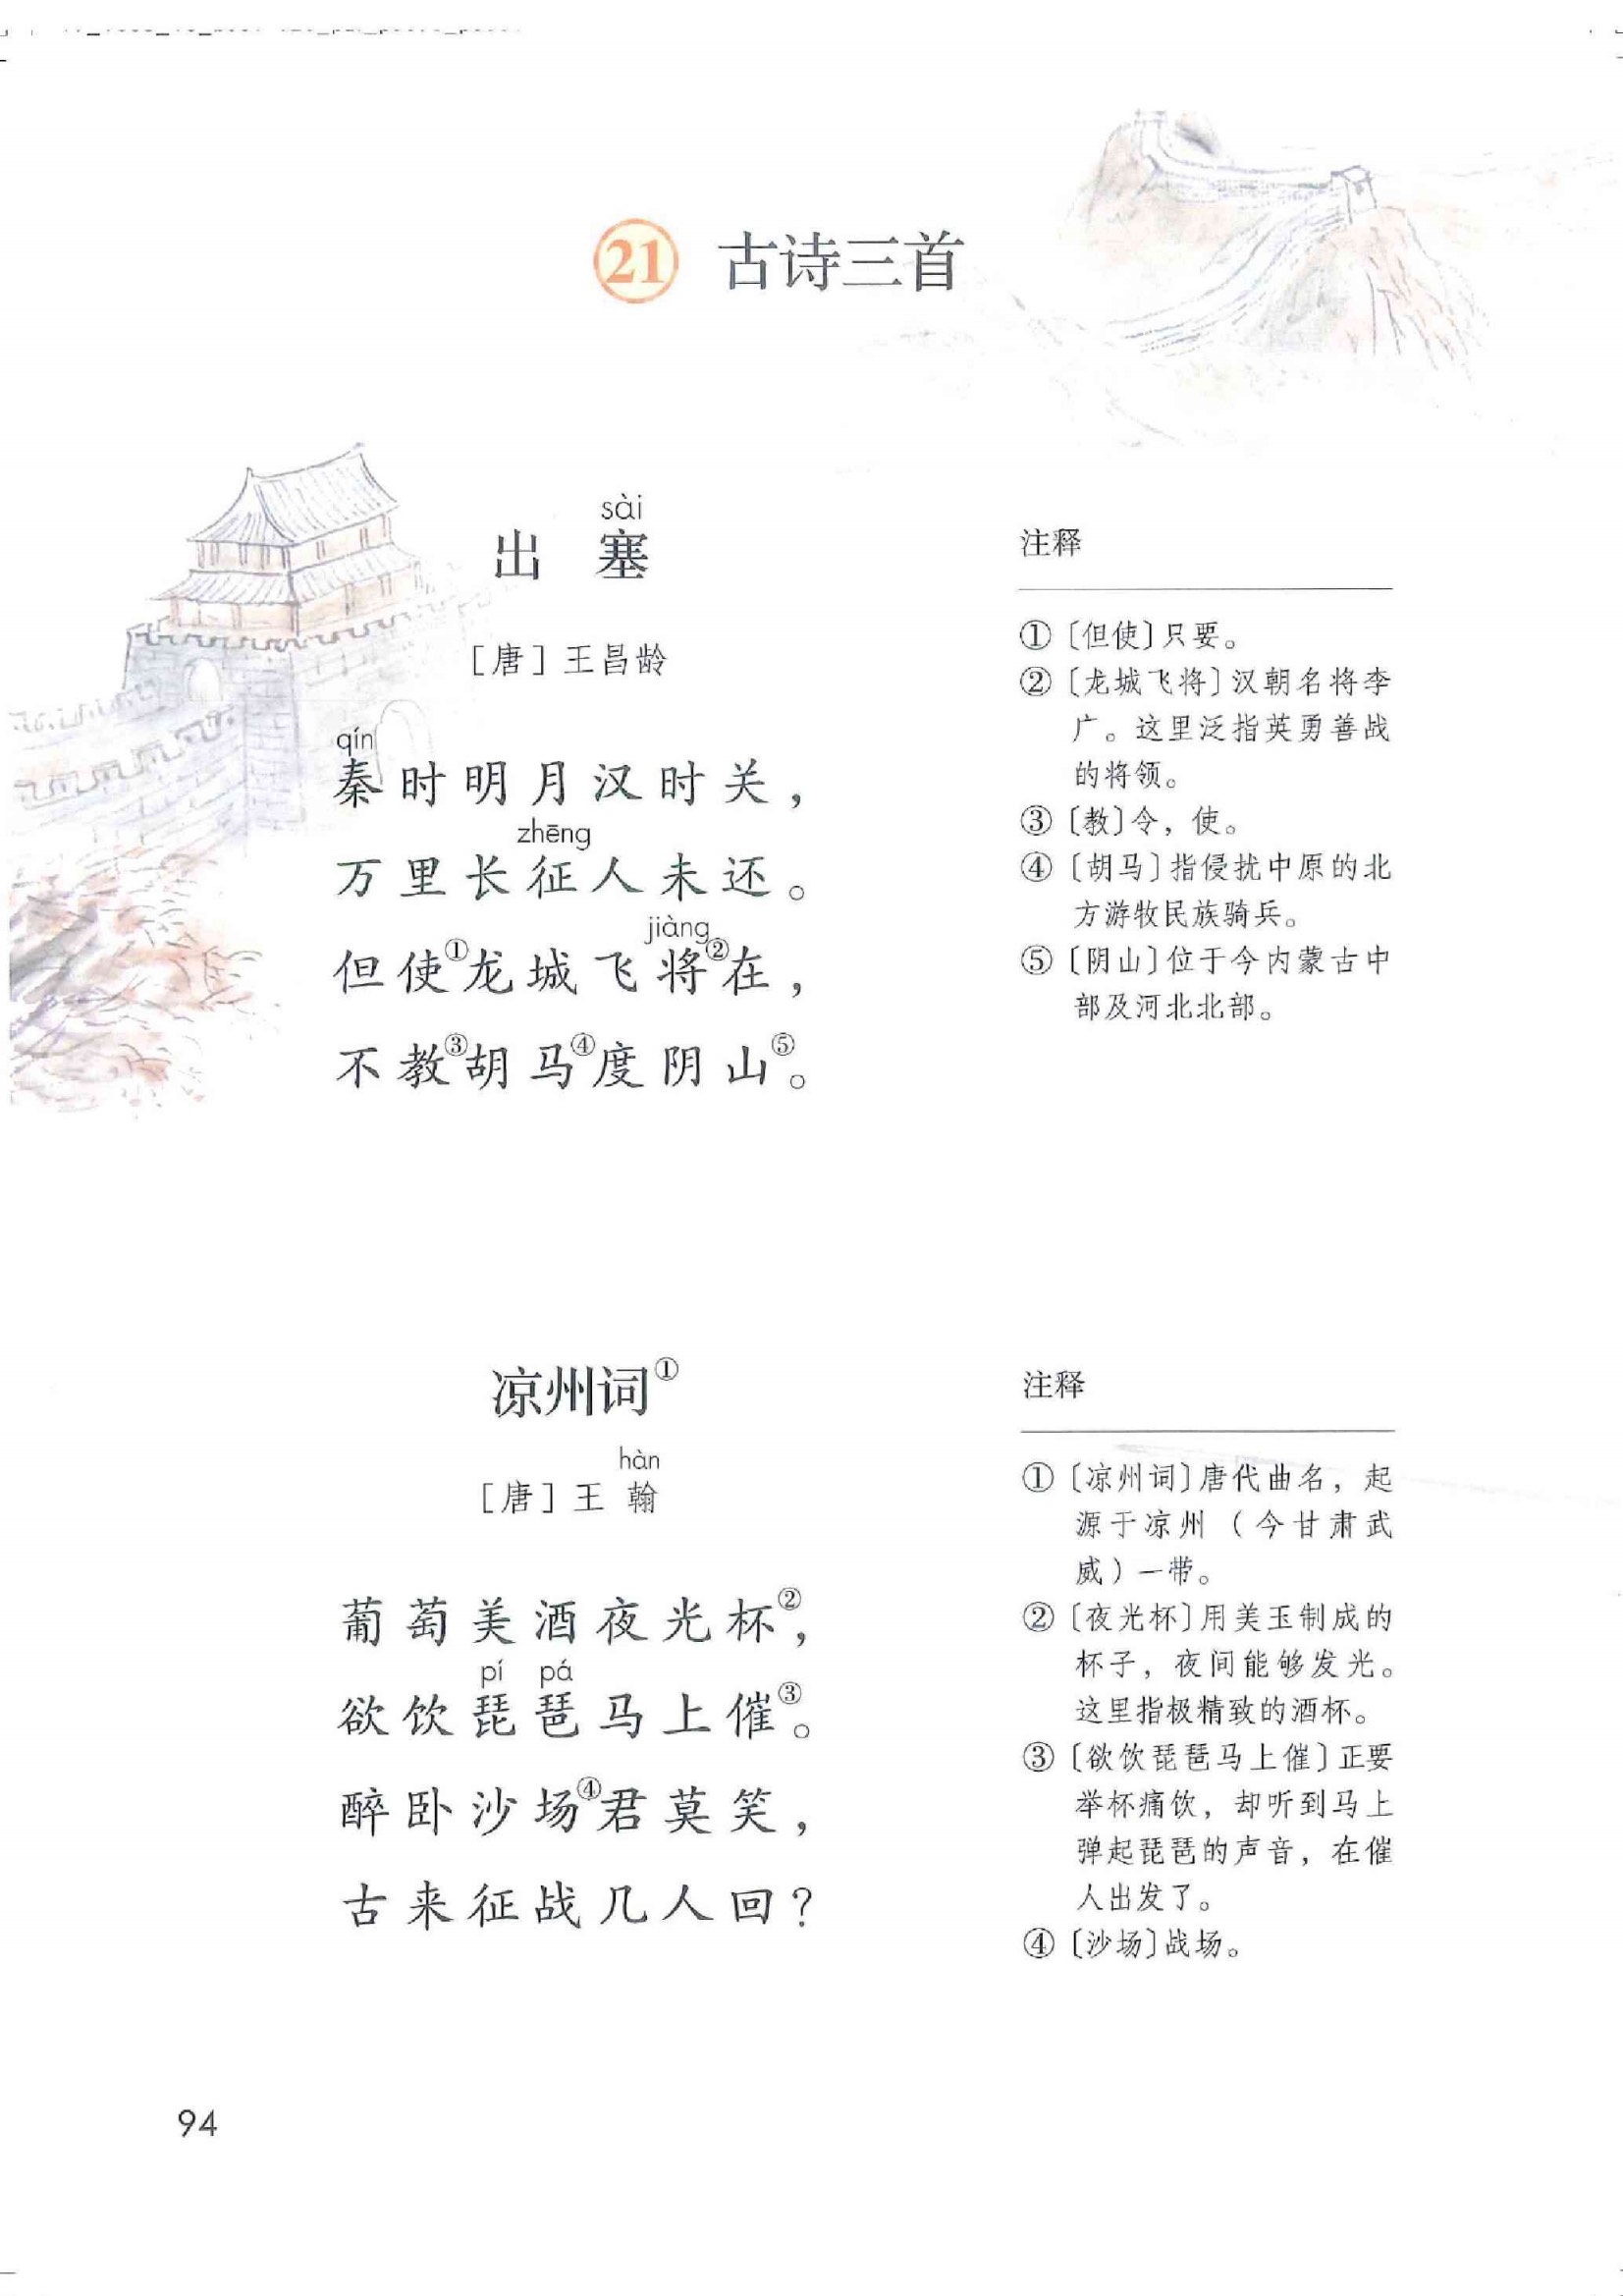 21 古诗三首
sài
出 塞
［唐］王昌龄
qín
秦时明月汉时关，
zhēng
万里长征人未还。
jiàng
但使①龙城飞将②在，
不教③胡马④度阴山⑤。
注释
①〔但使〕只要。
②〔龙城飞将〕汉朝名将李
广。这里泛指英勇善战
的将领。
③〔教〕令，使。
④〔胡马〕指侵扰中原的北
方游牧民族骑兵。
⑤〔阴山〕位于今内蒙古中
部及河北北部。
凉州词①
hàn
［唐］王 翰
葡萄美酒夜光杯②，
pí pá
欲饮琵琶马上催③。
醉卧沙场④君莫笑，
古来征战几人回？
注释
①〔凉州词〕唐代曲名，起
源于凉州（今甘肃武
威）一带。
②〔夜光杯〕用美玉制成的
杯子，夜间能够发光。
这里指极精致的酒杯。
③〔欲饮琵琶马上催〕正要
举杯痛饮，却听到马上
弹起琵琶的声音，在催
人出发了。
④〔沙场〕战场。
94